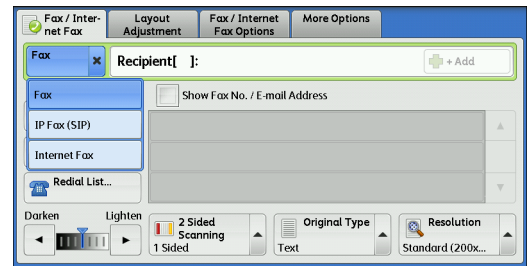 Fax / Inter-
net Fax
Layout
Adjustment
Fax / Internet
Fax Options
More Options
Fax
Recipient[ ]:
+ Add
Fax
IP Fax (SIP)
Internet Fax
Show Fax No. / E-mail Address
Redial List...
Darken Lighten
2 Sided
Scanning
1 Sided
Original Type
Text
Resolution
Standard (200x...